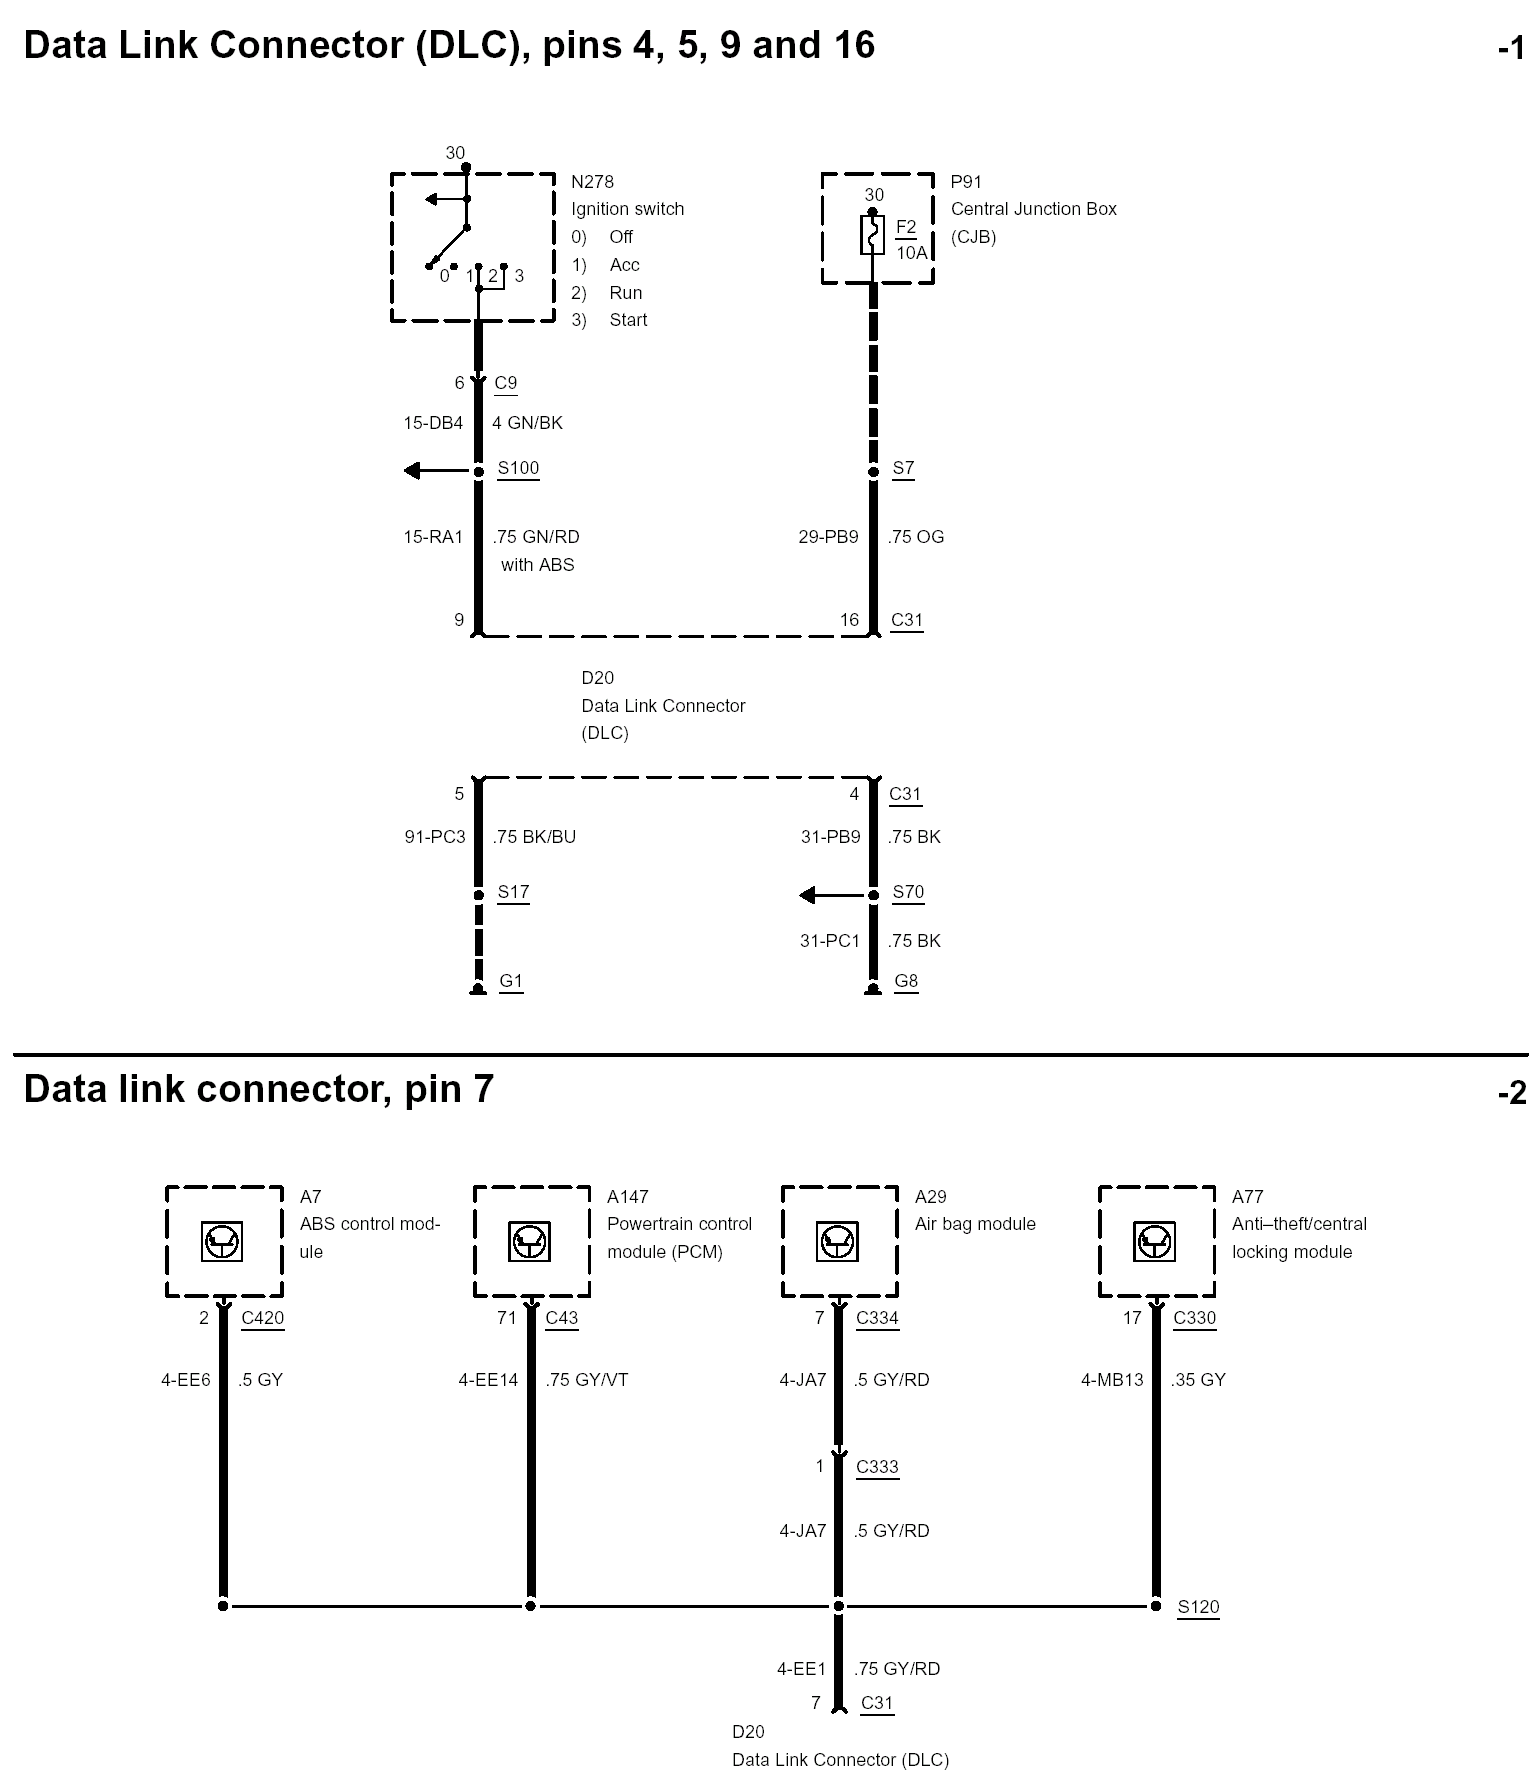 Data Link Connector (DLC), pins 4, 5, 9 and 16
-1
30
N278
Ignition switch
0) Off
1) Acc
2) Run
3) Start
0 1 2 3
P91
Central Junction Box
(CJB)
30
F2
10A
6 C9
15-DB4 4 GN/BK
S100
S7
15-RA1 .75 GN/RD
with ABS
29-PB9 .75 OG
9
16 C31
D20
Data Link Connector
(DLC)
5
4 C31
91-PC3 .75 BK/BU
31-PB9 .75 BK
S17
S70
31-PC1 .75 BK
G1
G8
Data link connector, pin 7
-2
A7
ABS control mod-
ule
A147
Powertrain control
module (PCM)
A29
Air bag module
A77
Anti–theft/central
locking module
2 C420
71 C43
7 C334
17 C330
4-EE6 .5 GY
4-EE14 .75 GY/VT
4-JA7 .5 GY/RD
4-MB13 .35 GY
1 C333
4-JA7 .5 GY/RD
S120
4-EE1 .75 GY/RD
7 C31
D20
Data Link Connector (DLC)